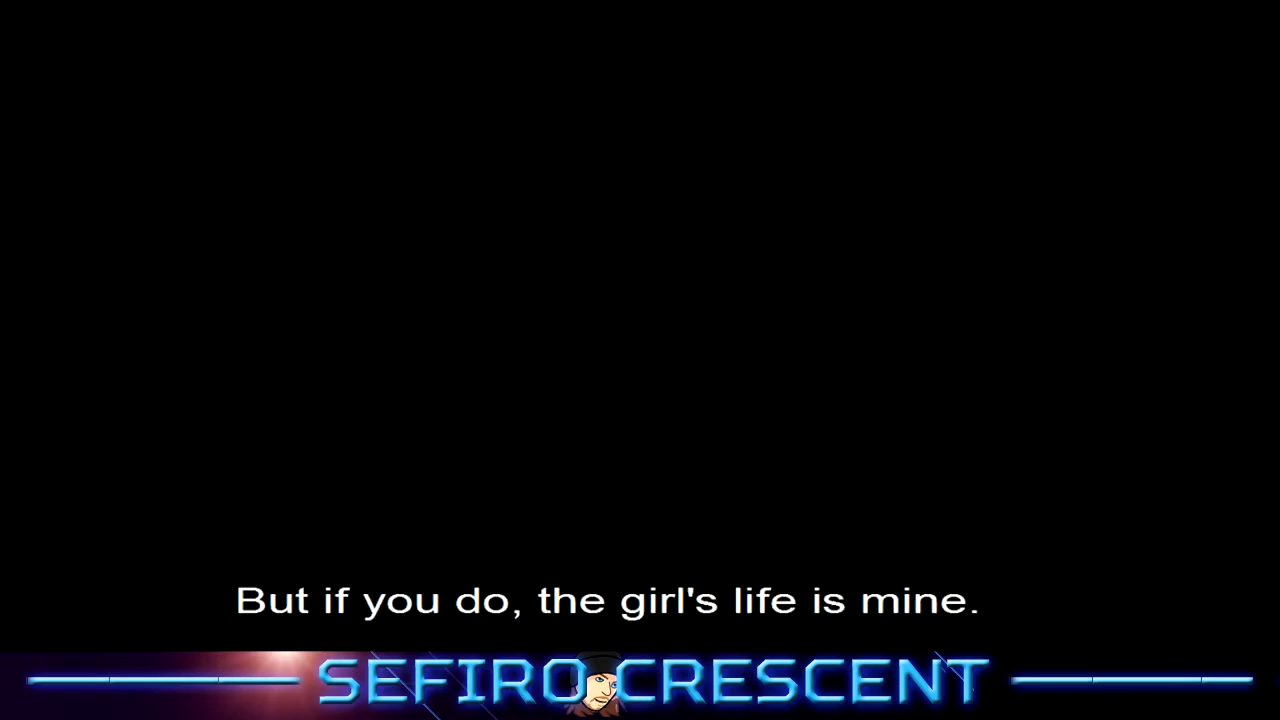 But if you do, the girl's life is mine.
SEFIRO CRESCENT